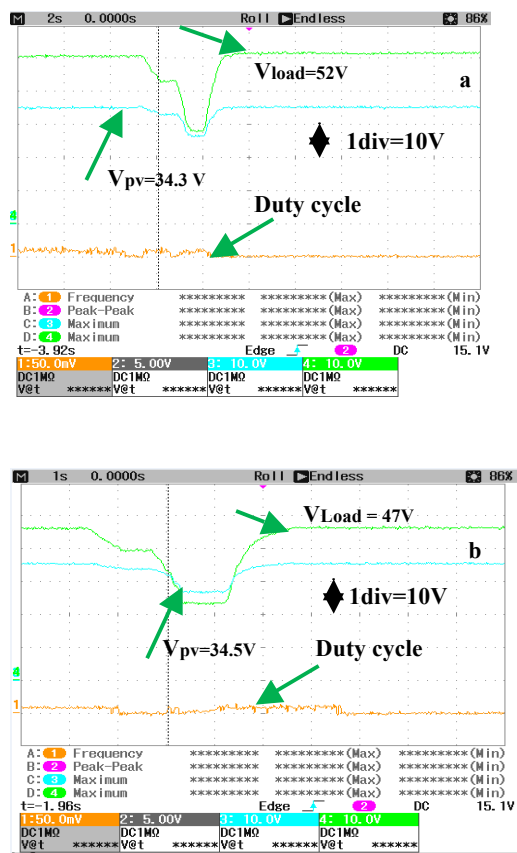 M 2s 0.0000s Roll Endless 86%
Vload=52V
a
1div=10V
Vpv=34.3 V
Duty cycle
4
1
A: 1 Frequency ********* *********(Max) *********(Min)
B: 2 Peak-Peak ********* *********(Max) *********(Min)
C: 3 Maximum ********* *********(Max) *********(Min)
D: 4 Maximum ********* *********(Max) *********(Min)
t=-3.92s Edge 2 DC 15.1V
1:50.0mV 2: 5.00V 3: 10.0V 4: 10.0V
DC1MΩ DC1MΩ DC1MΩ DC1MΩ
V@t ****** V@t ****** V@t ****** V@t ******
M 1s 0.0000s Roll Endless 86%
VLoad = 47V
b
1div=10V
Vpv=34.5V
Duty cycle
1
A: 1 Frequency ********* *********(Max) *********(Min)
B: 2 Peak-Peak ********* *********(Max) *********(Min)
C: 3 Maximum ********* *********(Max) *********(Min)
D: 4 Maximum ********* *********(Max) *********(Min)
t=-1.96s Edge 2 DC 15.1V
1:50.0mV 2: 5.00V 3: 10.0V 4: 10.0V
DC1MΩ DC1MΩ DC1MΩ DC1MΩ
V@t ****** V@t ****** V@t ****** V@t ******